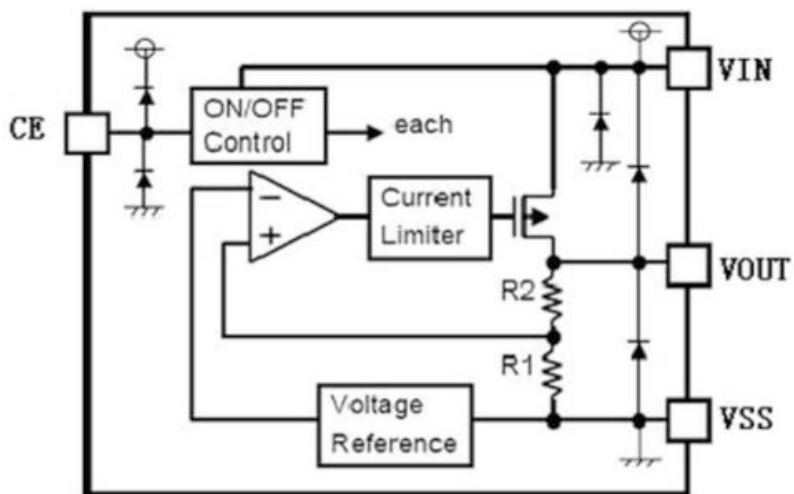 VIN
ON/OFF
Control
each
CE
Current
Limiter
−
+
R2
VOUT
R1
Voltage
Reference
VSS